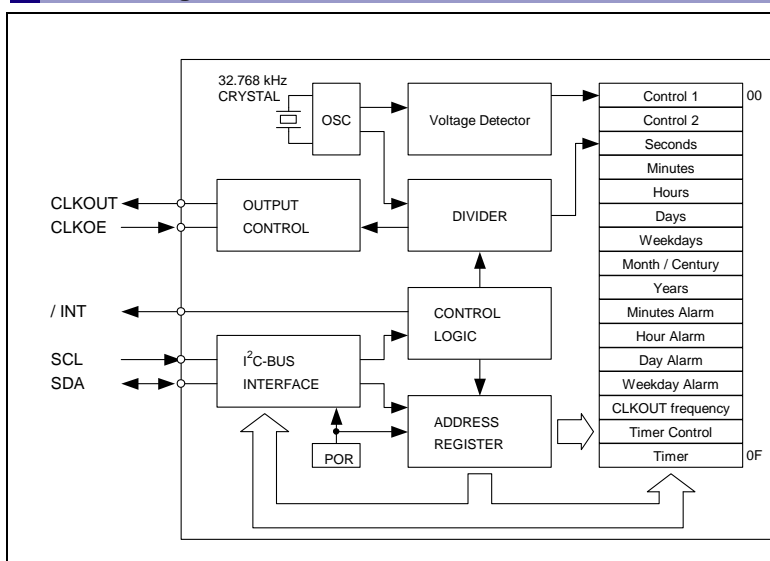 32.768 kHz
CRYSTAL
OSC
Voltage Detector
CLKOUT
CLKOE
OUTPUT
CONTROL
DIVIDER
/ INT
CONTROL
LOGIC
SCL
SDA
I²C-BUS
INTERFACE
ADDRESS
REGISTER
POR
Control 1
00
Control 2
Seconds
Minutes
Hours
Days
Weekdays
Month / Century
Years
Minutes Alarm
Hour Alarm
Day Alarm
Weekday Alarm
CLKOUT frequency
Timer Control
Timer
0F